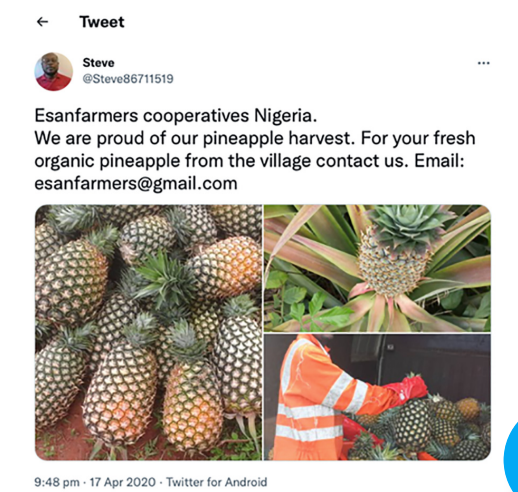 ← Tweet
Steve
@Steve86711519
Esanfarmers cooperatives Nigeria.
We are proud of our pineapple harvest. For your fresh
organic pineapple from the village contact us. Email:
esanfarmers@gmail.com
9:48 pm · 17 Apr 2020 · Twitter for Android